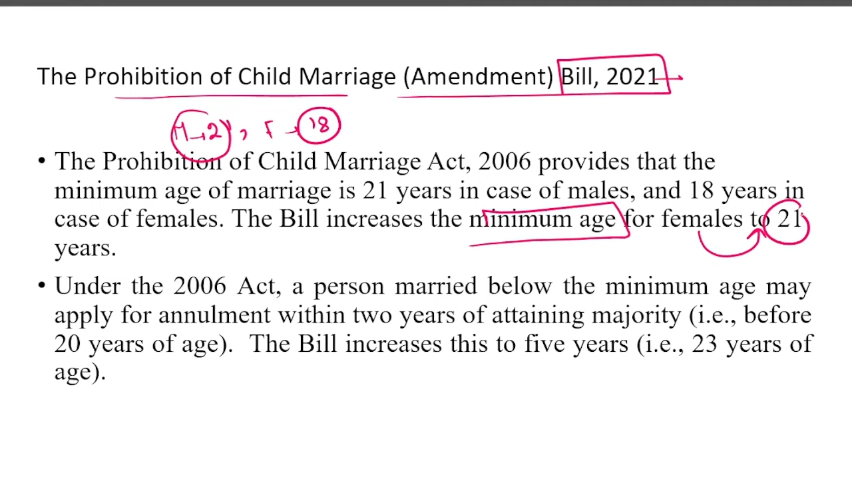 The Prohibition of Child Marriage (Amendment) Bill, 2021
M→21, F→18
• The Prohibition of Child Marriage Act, 2006 provides that the
minimum age of marriage is 21 years in case of males, and 18 years in
case of females. The Bill increases the minimum age for females to 21
years.
• Under the 2006 Act, a person married below the minimum age may
apply for annulment within two years of attaining majority (i.e., before
20 years of age). The Bill increases this to five years (i.e., 23 years of
age).